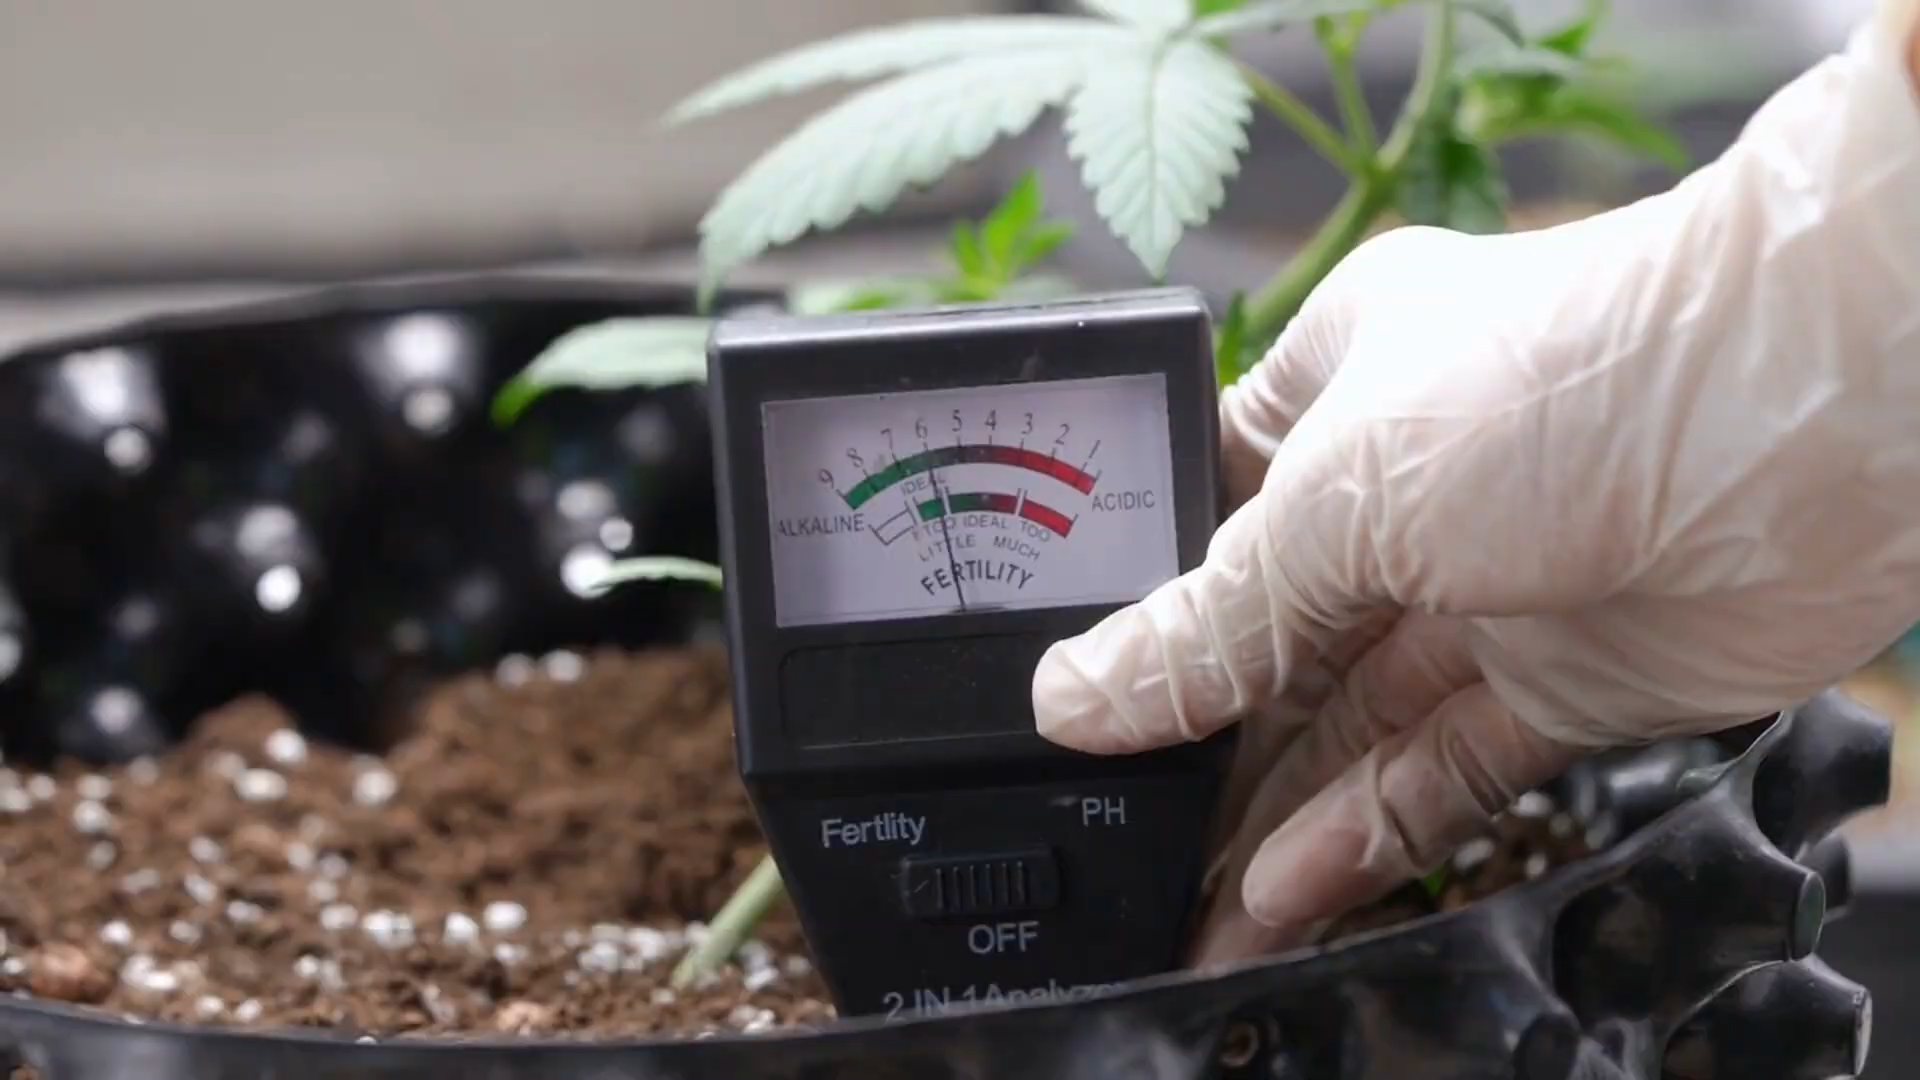 9 8 7 6 5 4 3 2 1
IDEAL
ALKALINE ACIDIC
TOO IDEAL TOO
LITTLE MUCH
FERTILITY
Fertlity PH
OFF
2 IN 1 Analyzer